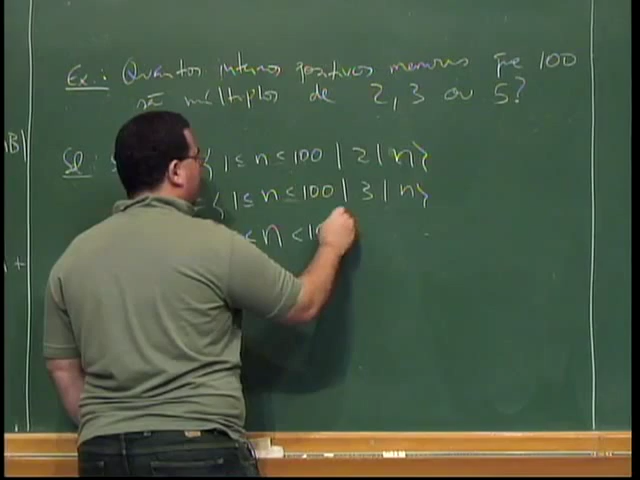 Ex.: Quantos inteiros positivos menores que 100
são múltiplos de 2, 3 ou 5?
Sol: { 1 ≤ n ≤ 100 | 2 | n }
= { 1 ≤ n ≤ 100 | 3 | n }
≤ n < 10